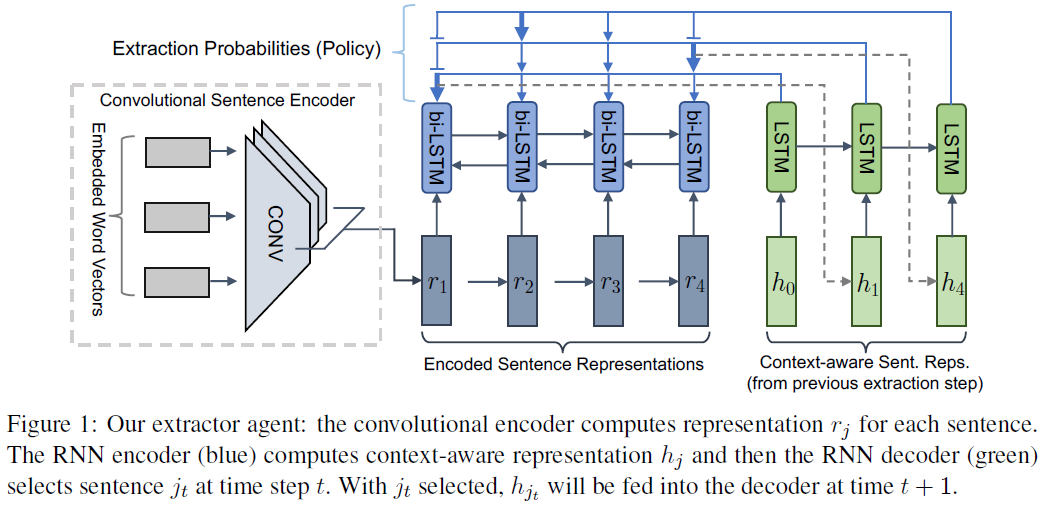 Extraction Probabilities (Policy)
Convolutional Sentence Encoder
Embedded Word Vectors
CONV
bi-LSTM
bi-LSTM
bi-LSTM
bi-LSTM
LSTM
LSTM
LSTM
r1
r2
r3
r4
h0
h1
h4
Encoded Sentence Representations
Context-aware Sent. Reps.
(from previous extraction step)
Figure 1: Our extractor agent: the convolutional encoder computes representation rj for each sentence.
The RNN encoder (blue) computes context-aware representation hj and then the RNN decoder (green)
selects sentence jt at time step t. With jt selected, hjt will be fed into the decoder at time t + 1.